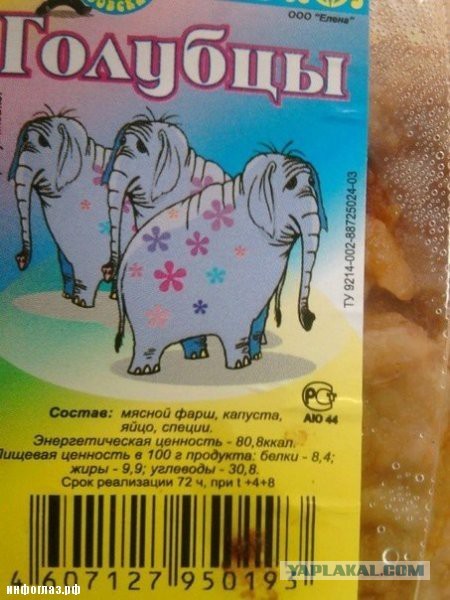 ООО "Елена"
Голубцы
ТУ 9214-002-88725024-03
РСТ
АЮ 44
Состав: мясной фарш, капуста,
яйцо, специи.
Энергетическая ценность - 80,8ккал.
Пищевая ценность в 100 г продукта: белки - 8,4;
жиры - 9,9; углеводы - 30,8.
Срок реализации 72 ч, при t +4+8
4 607127 950193
YAPLAKAL.COM
инфоглаз.рф